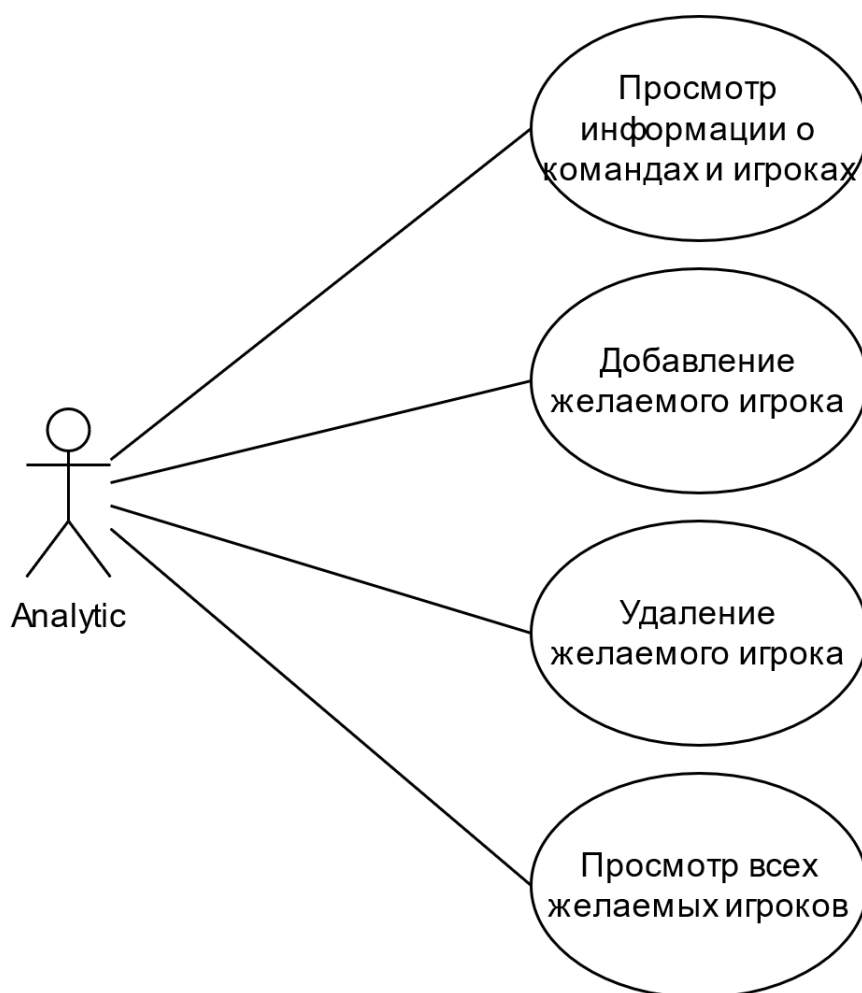 Просмотр
информации о
командах и игроках
Добавление
желаемого игрока
Analytic
Удаление
желаемого игрока
Просмотр всех
желаемых игроков